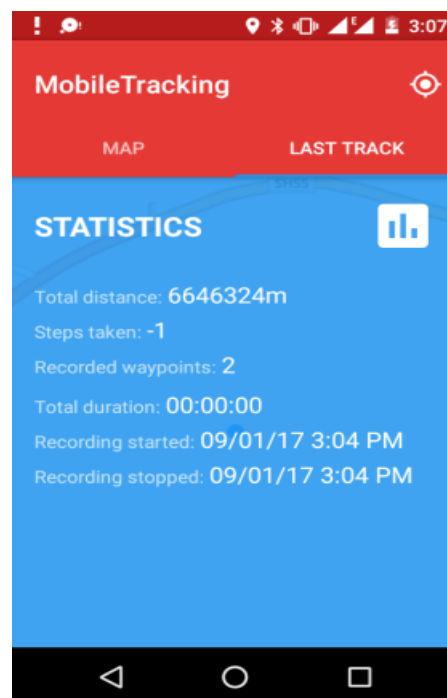 3:07
MobileTracking
MAP LAST TRACK
STATISTICS
Total distance: 6646324m
Steps taken: -1
Recorded waypoints: 2
Total duration: 00:00:00
Recording started: 09/01/17 3:04 PM
Recording stopped: 09/01/17 3:04 PM